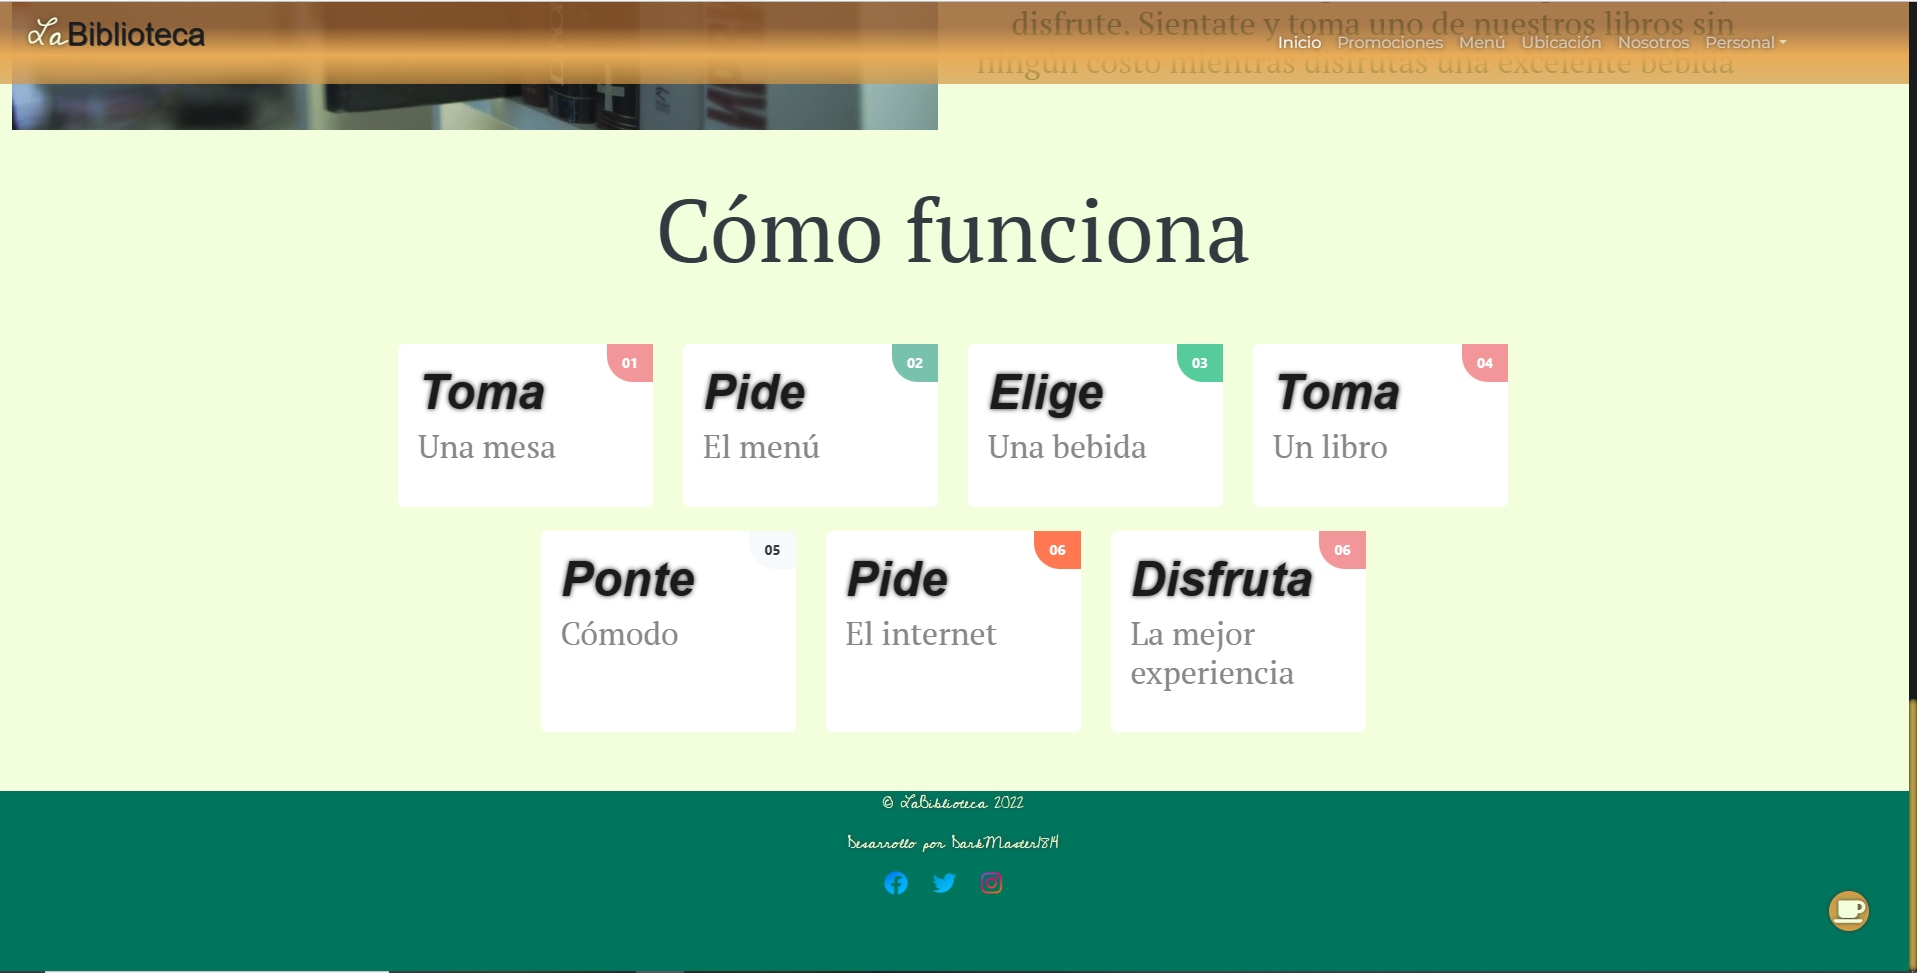 LaBiblioteca
disfrute. Sientate y toma uno de nuestros libros sin
Inicio Promociones Menú Ubicación Nosotros Personal
ningún costo mientras disfrutas una excelente bebida
Cómo funciona
01
Toma
Una mesa
02
Pide
El menú
03
Elige
Una bebida
04
Toma
Un libro
05
Ponte
Cómodo
06
Pide
El internet
06
Disfruta
La mejor
experiencia
© LaBiblioteca 2022
Desarrollo por DarkMaster1814